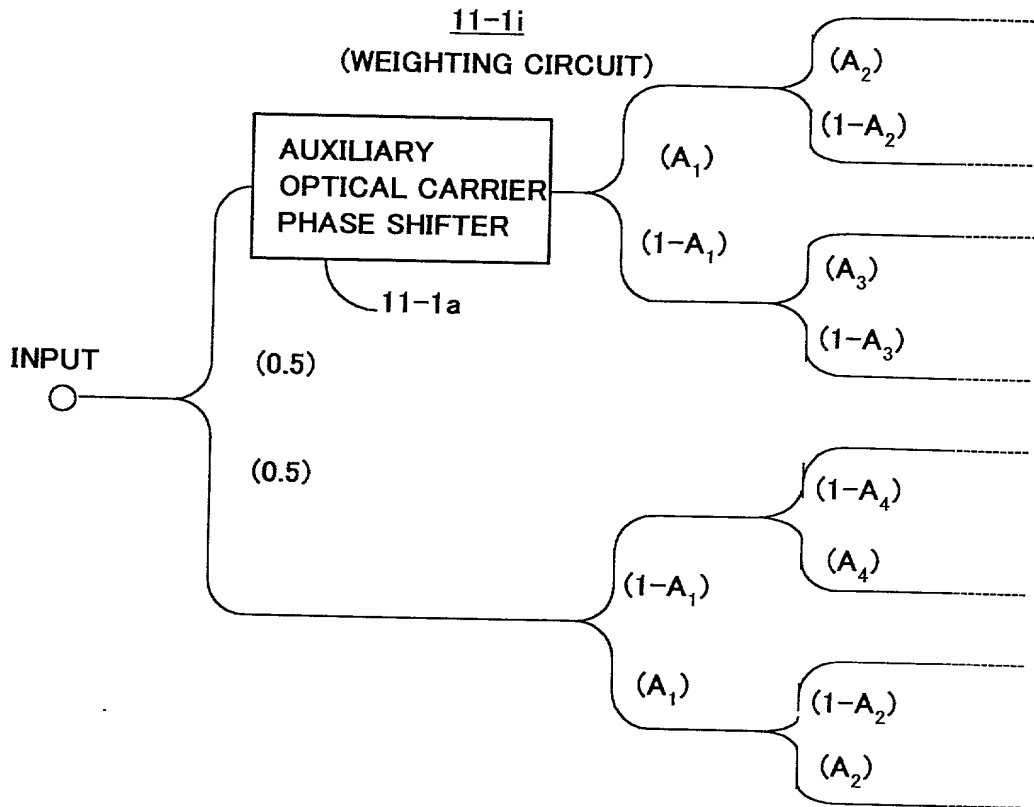 11-1i
(WEIGHTING CIRCUIT)
(A₂)
(1-A₂)
AUXILIARY
OPTICAL CARRIER
PHASE SHIFTER
(A₁)
(1-A₁)
(A₃)
(1-A₃)
11-1a
INPUT
(0.5)
(0.5)
(1-A₄)
(A₄)
(1-A₁)
(A₁)
(1-A₂)
(A₂)